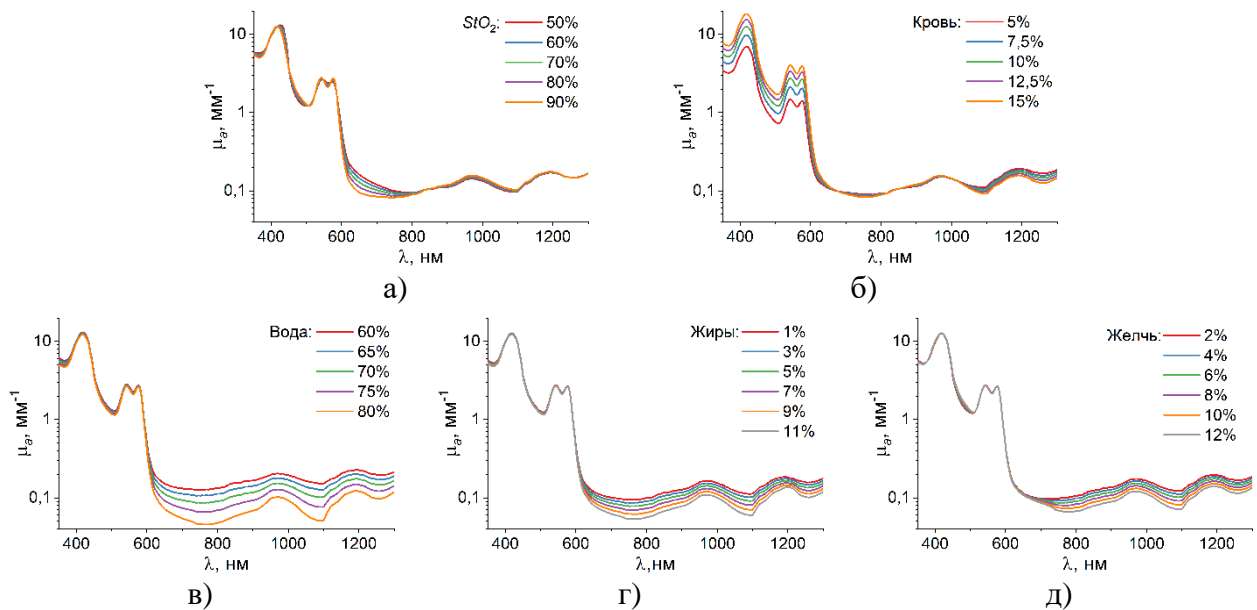 StO₂: 50%
60%
70%
80%
90%
10
1
0,1
μₐ, мм⁻¹
400 600 800 1000 1200
λ, нм
а)
Кровь: 5%
7,5%
10%
12,5%
15%
10
1
0,1
μₐ, мм⁻¹
400 600 800 1000 1200
λ, нм
б)
Вода: 60%
65%
70%
75%
80%
10
1
0,1
μₐ, мм⁻¹
400 600 800 1000 1200
λ, нм
в)
Жиры: 1%
3%
5%
7%
9%
11%
10
1
0,1
μₐ, мм⁻¹
400 600 800 1000 1200
λ,нм
г)
Желчь: 2%
4%
6%
8%
10%
12%
10
1
0,1
μₐ, мм⁻¹
400 600 800 1000 1200
λ, нм
д)